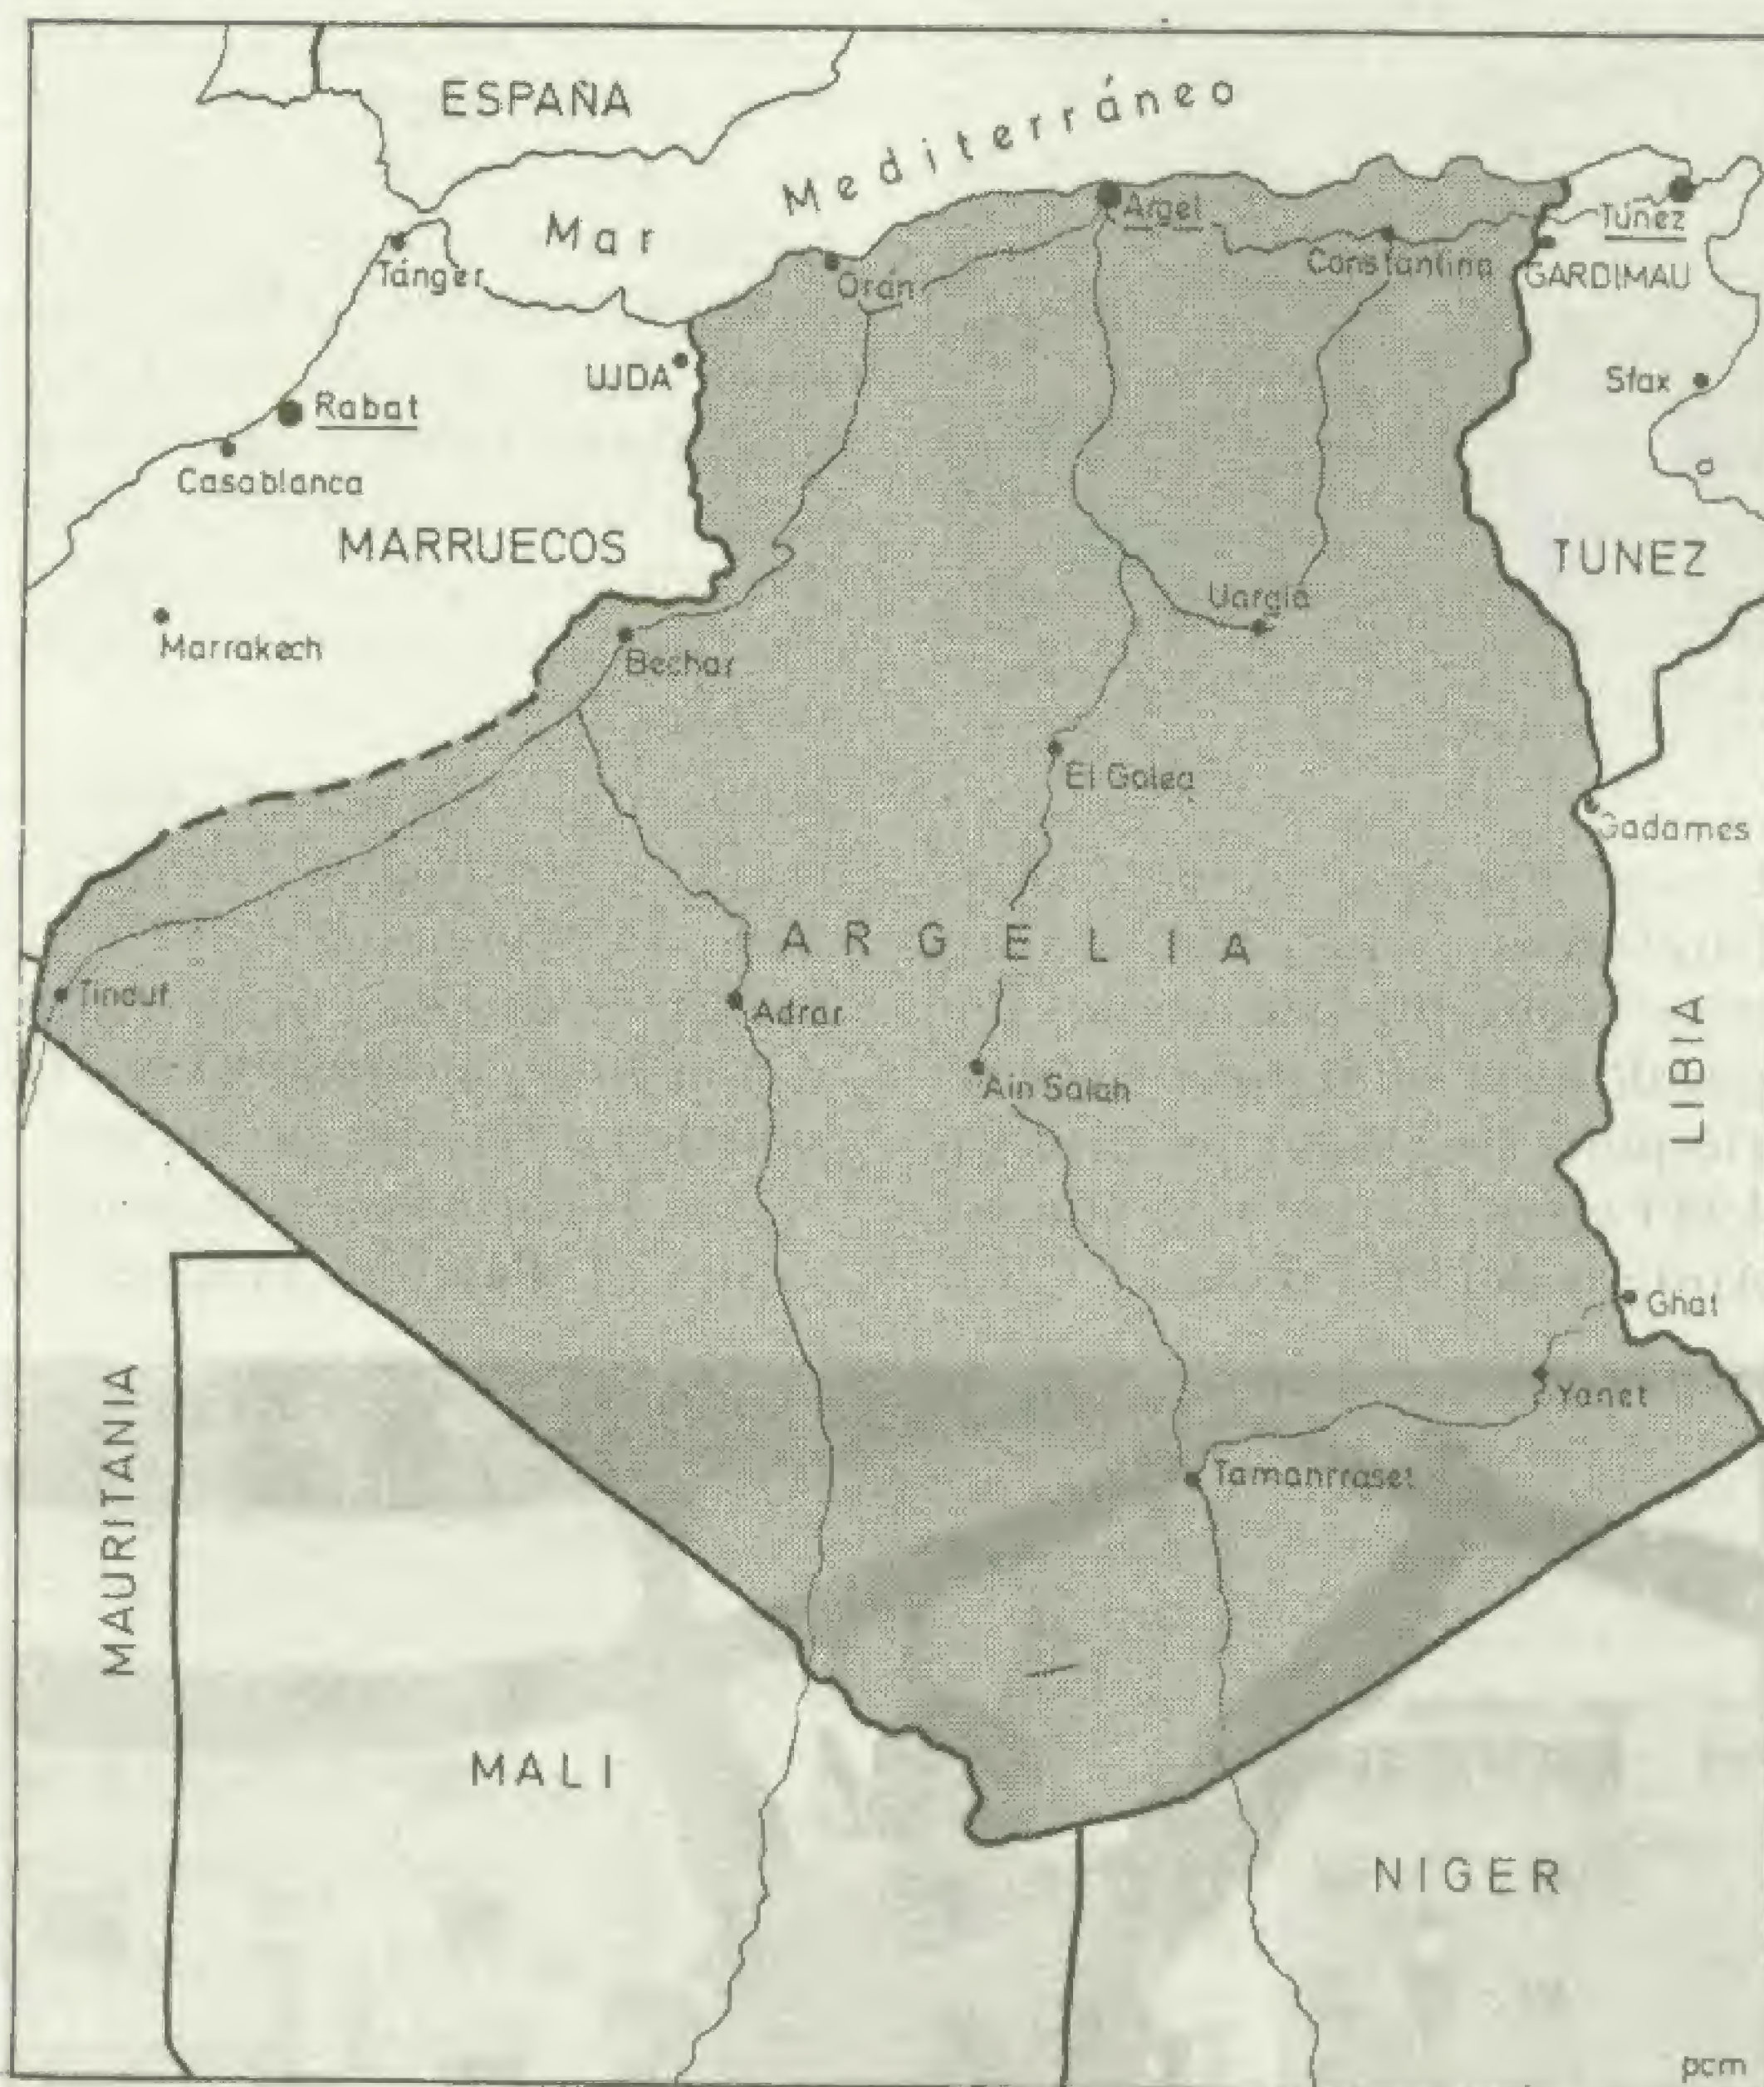 ESPAÑA
Mar Mediterráneo
Argel
Túnez
Tánger
Orán
Constantina
GARDIMAU
UJDA
Sfax
Rabat
Casablanca
MARRUECOS
TUNEZ
Uargla
Marrakech
Bechar
El Golea
Gadames
ARGELIA
Tinduf
Adrar
LIBIA
Ain Salah
Ghat
Yanet
MAURITANIA
Tamanrraset
MALI
NIGER
pcm